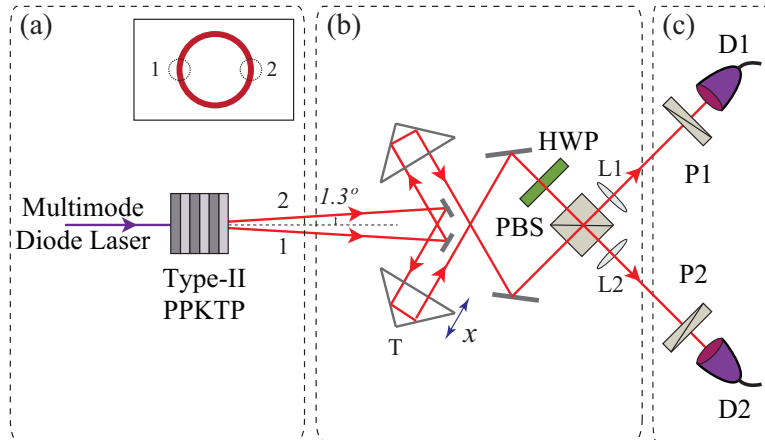 (a)
1
2
Multimode
Diode Laser
2
1
1.3°
Type-II
PPKTP
(b)
T
x
HWP
PBS
L1
L2
(c)
D1
P1
P2
D2